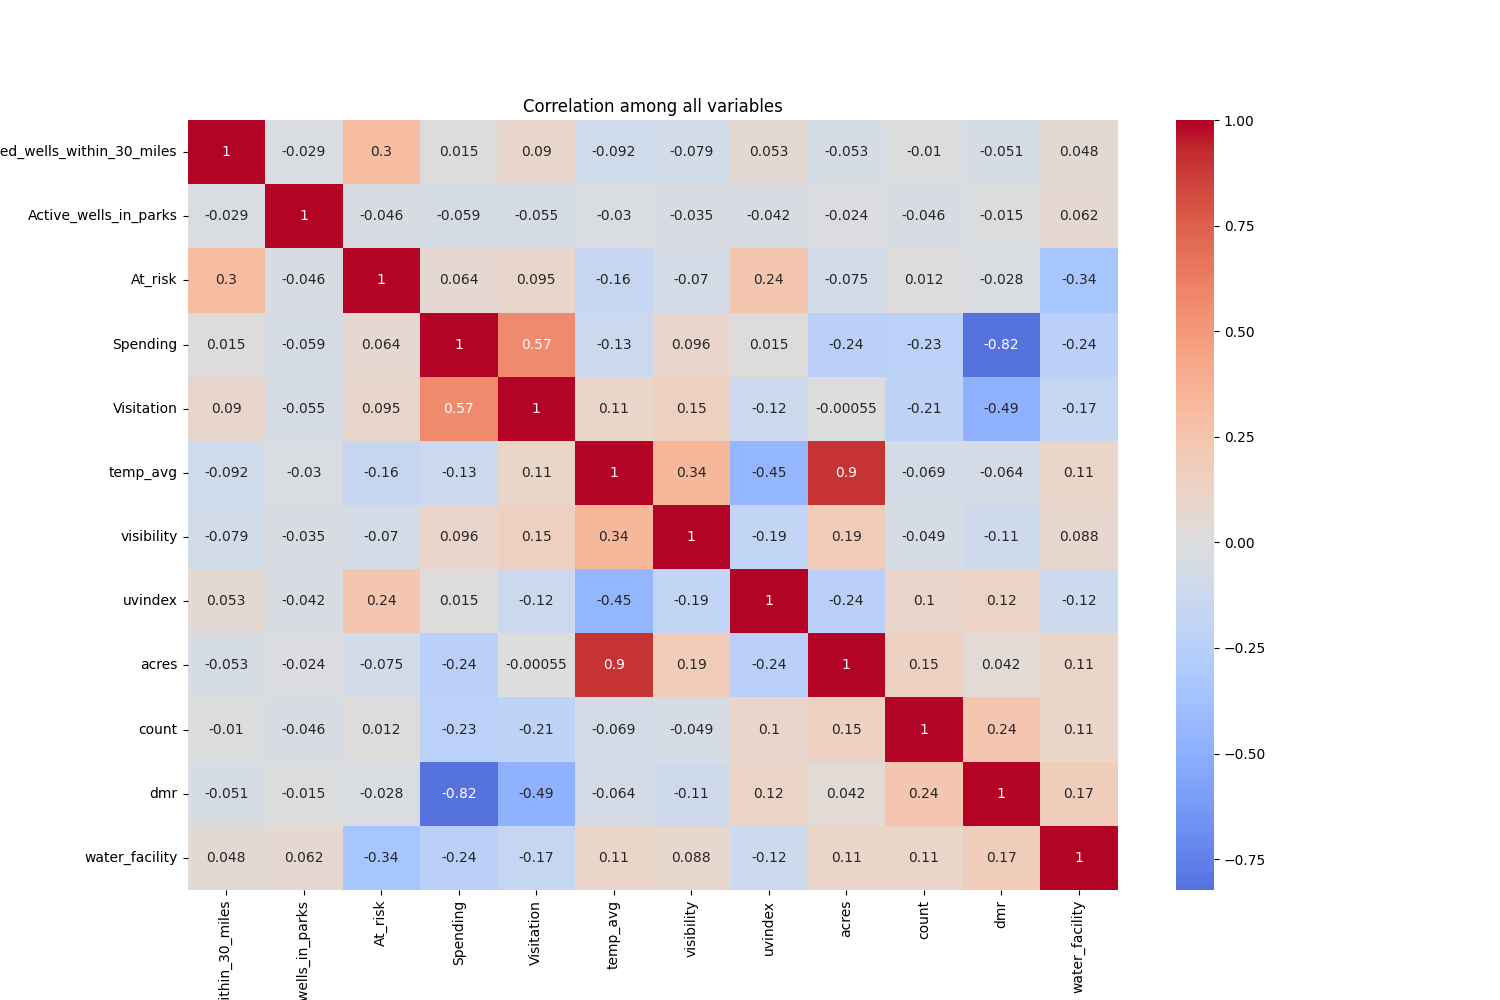 Correlation among all variables
ed_wells_within_30_miles 1 -0.029 0.3 0.015 0.09 -0.092 -0.079 0.053 -0.053 -0.01 -0.051 0.048
Active_wells_in_parks -0.029 1 -0.046 -0.059 -0.055 -0.03 -0.035 -0.042 -0.024 -0.046 -0.015 0.062
At_risk 0.3 -0.046 1 0.064 0.095 -0.16 -0.07 0.24 -0.075 0.012 -0.028 -0.34
Spending 0.015 -0.059 0.064 1 0.57 -0.13 0.096 0.015 -0.24 -0.23 -0.82 -0.24
Visitation 0.09 -0.055 0.095 0.57 1 0.11 0.15 -0.12 -0.00055 -0.21 -0.49 -0.17
temp_avg -0.092 -0.03 -0.16 -0.13 0.11 1 0.34 -0.45 0.9 -0.069 -0.064 0.11
visibility -0.079 -0.035 -0.07 0.096 0.15 0.34 1 -0.19 0.19 -0.049 -0.11 0.088
uvindex 0.053 -0.042 0.24 0.015 -0.12 -0.45 -0.19 1 -0.24 0.1 0.12 -0.12
acres -0.053 -0.024 -0.075 -0.24 -0.00055 0.9 0.19 -0.24 1 0.15 0.042 0.11
count -0.01 -0.046 0.012 -0.23 -0.21 -0.069 -0.049 0.1 0.15 1 0.24 0.11
dmr -0.051 -0.015 -0.028 -0.82 -0.49 -0.064 -0.11 0.12 0.042 0.24 1 0.17
water_facility 0.048 0.062 -0.34 -0.24 -0.17 0.11 0.088 -0.12 0.11 0.11 0.17 1
ithin_30_miles
wells_in_parks
At_risk
Spending
Visitation
temp_avg
visibility
uvindex
acres
count
dmr
water_facility
1.00
0.75
0.50
0.25
0.00
−0.25
−0.50
−0.75